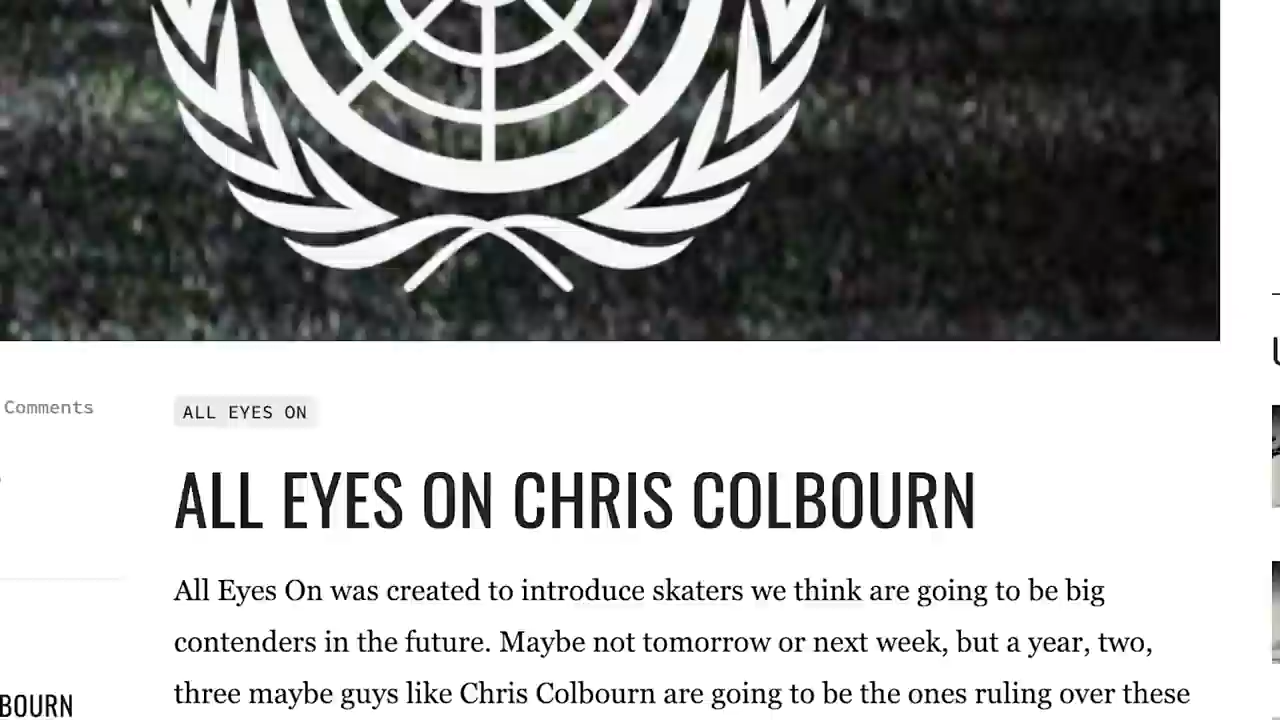 Comments
ALL EYES ON
ALL EYES ON CHRIS COLBOURN
All Eyes On was created to introduce skaters we think are going to be big
contenders in the future. Maybe not tomorrow or next week, but a year, two,
three maybe guys like Chris Colbourn are going to be the ones ruling over these
BOURN